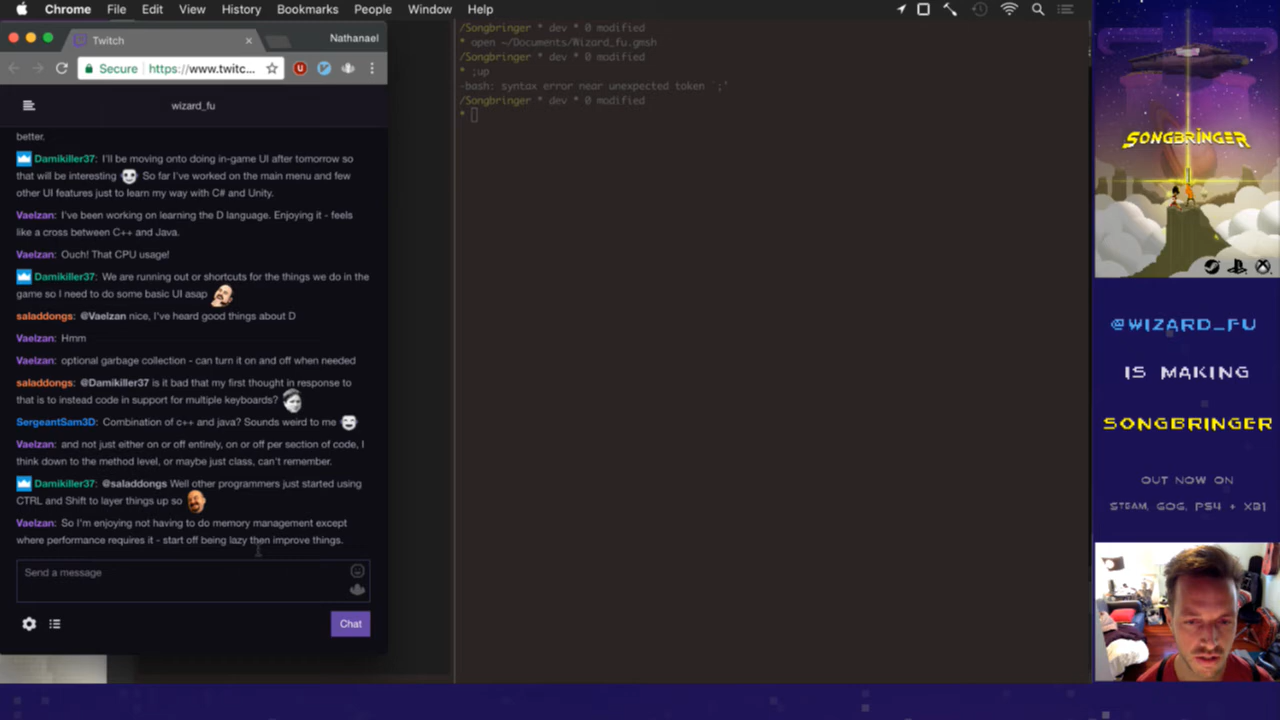 Chrome File Edit View History Bookmarks People Window Help
Twitch
Nathanael
Secure https://www.twitc...
wizard_fu
better.
Damikiller37: I'll be moving onto doing in-game UI after tomorrow so
that will be interesting So far I've worked on the main menu and few
other UI features just to learn my way with C# and Unity.
Vaelzan: I've been working on learning the D language. Enjoying it - feels
like a cross between C++ and Java.
Vaelzan: Ouch! That CPU usage!
Damikiller37: We are running out or shortcuts for the things we do in the
game so I need to do some basic UI asap
saladdongs: @Vaelzan nice, I've heard good things about D
Vaelzan: Hmm
Vaelzan: optional garbage collection - can turn it on and off when needed
saladdongs: @Damikiller37 is it bad that my first thought in response to
that is to instead code in support for multiple keyboards?
SergeantSam3D: Combination of c++ and java? Sounds weird to me
Vaelzan: and not just either on or off entirely, on or off per section of code, I
think down to the method level, or maybe just class, can't remember.
Damikiller37: @saladdongs Well other programmers just started using
CTRL and Shift to layer things up so
Vaelzan: So I'm enjoying not having to do memory management except
where performance requires it - start off being lazy then improve things.
Send a message
Chat
/Songbringer * dev * 0 modified
* open ~/Documents/Wizard_fu.gmsh
/Songbringer * dev * 0 modified
* ;up
-bash: syntax error near unexpected token `;'
/Songbringer * dev * 0 modified
*
SONGBRINGER
@WIZARD_FU
IS MAKING
SONGBRINGER
OUT NOW ON
STEAM, GOG, PS4 + XB1